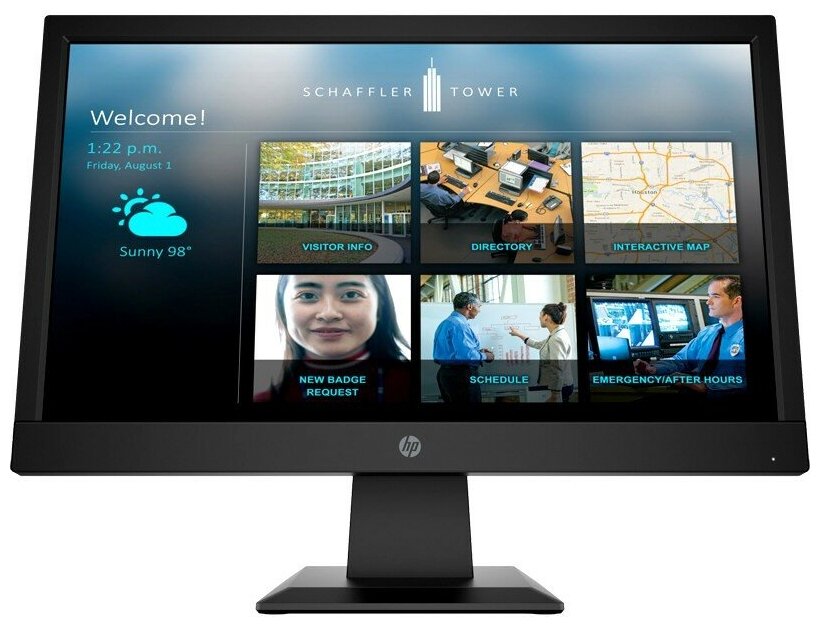 SCHAFFLER TOWER
Welcome!
1:22 p.m.
Friday, August 1
Sunny 98°
VISITOR INFO
DIRECTORY
Houston
INTERACTIVE MAP
NEW BADGE
REQUEST
SCHEDULE
EMERGENCY/AFTER HOURS
hp